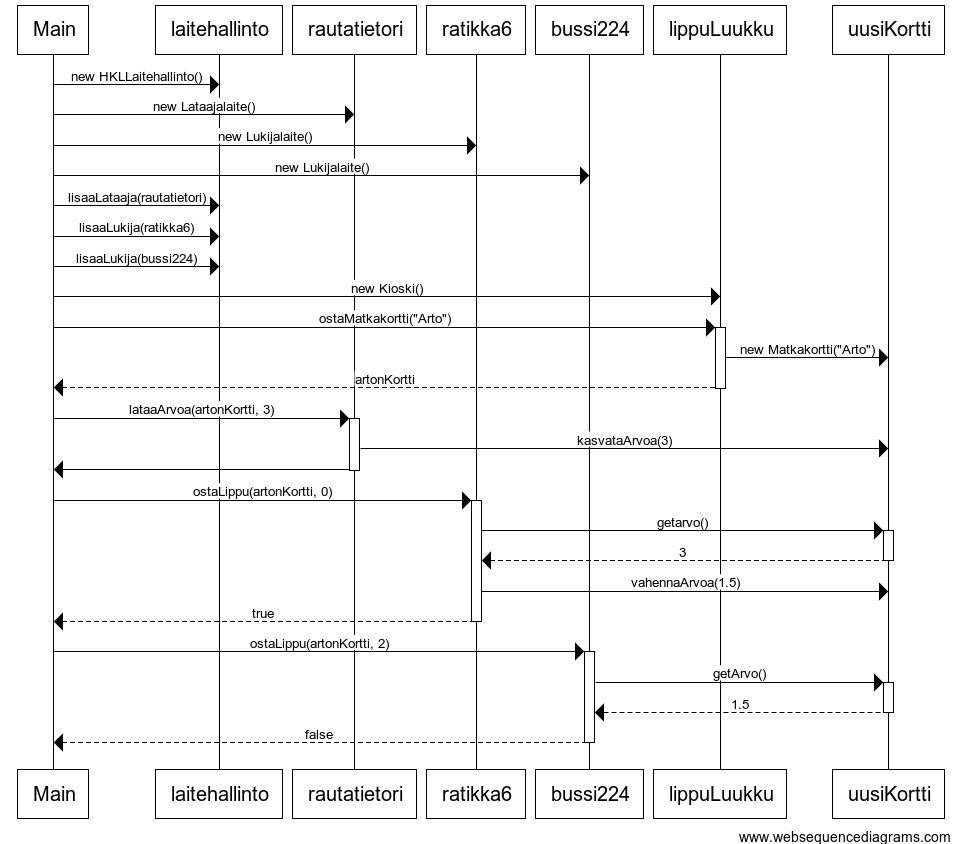 Main laitehallinto rautatietori ratikka6 bussi224 lippuLuukku uusiKortti
new HKLLaitehallinto()
new Lataajalaite()
new Lukijalaite()
new Lukijalaite()
lisaaLataaja(rautatietori)
lisaaLukija(ratikka6)
lisaaLukija(bussi224)
new Kioski()
ostaMatkakortti("Arto")
new Matkakortti("Arto")
artonKortti
lataaArvoa(artonKortti, 3)
kasvataArvoa(3)
ostaLippu(artonKortti, 0)
getarvo()
3
vahennaArvoa(1.5)
true
ostaLippu(artonKortti, 2)
getArvo()
1.5
false
Main laitehallinto rautatietori ratikka6 bussi224 lippuLuukku uusiKortti
www.websequencediagrams.com